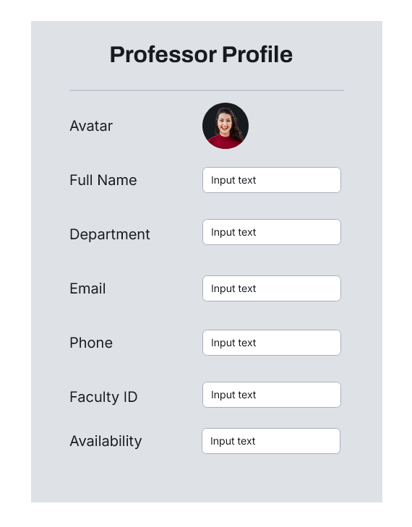 Professor Profile
Avatar
Full Name Input text
Department Input text
Email Input text
Phone Input text
Faculty ID Input text
Availability Input text